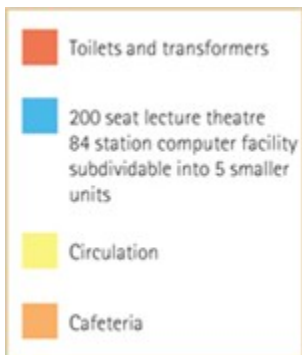 Toilets and transformers
200 seat lecture theatre
84 station computer facility
subdividable into 5 smaller
units
Circulation
Cafeteria